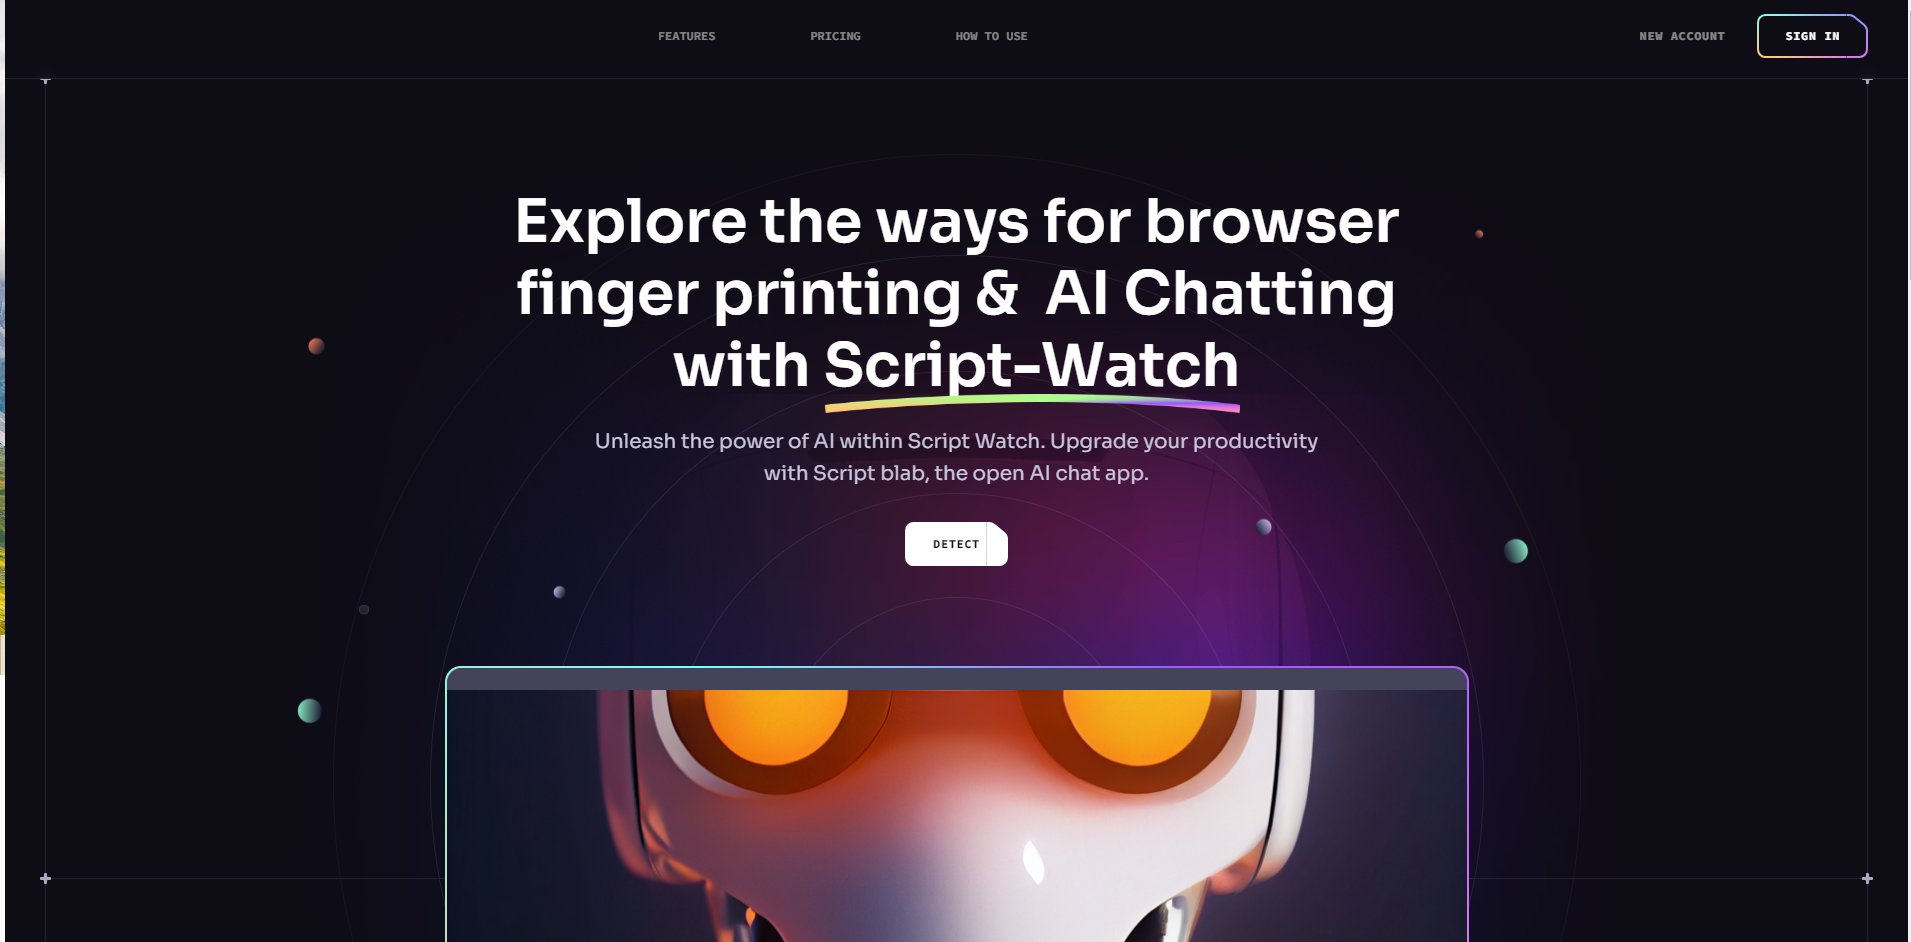 FEATURES PRICING HOW TO USE NEW ACCOUNT SIGN IN
Explore the ways for browser
finger printing & AI Chatting
with Script-Watch
Unleash the power of AI within Script Watch. Upgrade your productivity
with Script blab, the open AI chat app.
DETECT